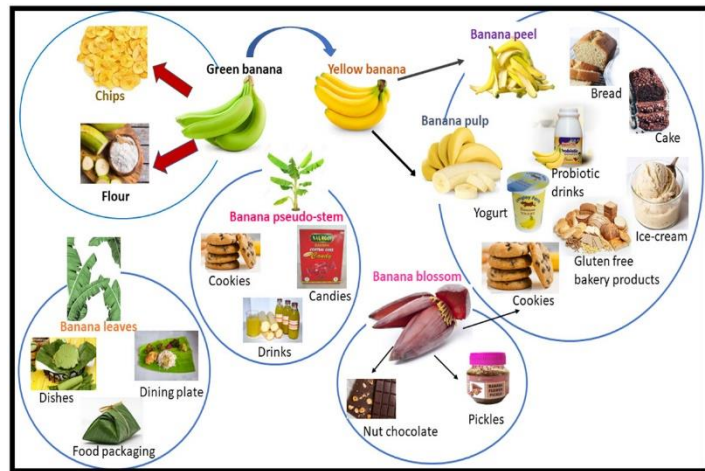 Green banana
Chips
Flour
Yellow banana
Banana peel
Bread
Cake
Banana pulp
Probiotic
drinks
Yogurt
Ice-cream
Gluten free
bakery products
Cookies
Banana pseudo-stem
Cookies
Candies
Drinks
Banana blossom
Nut chocolate
Pickles
Banana leaves
Dishes
Dining plate
Food packaging